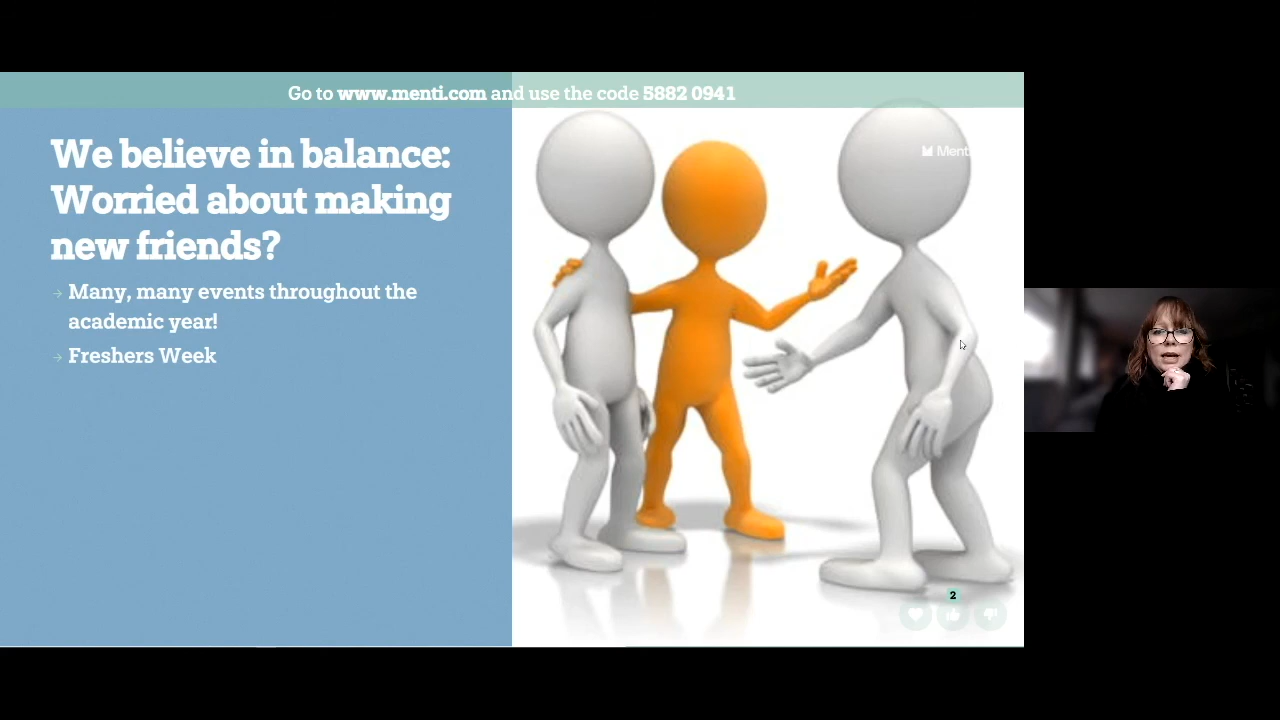 Go to www.menti.com and use the code 5882 0941
We believe in balance:
Worried about making
new friends?
Many, many events throughout the
academic year!
Freshers Week
2